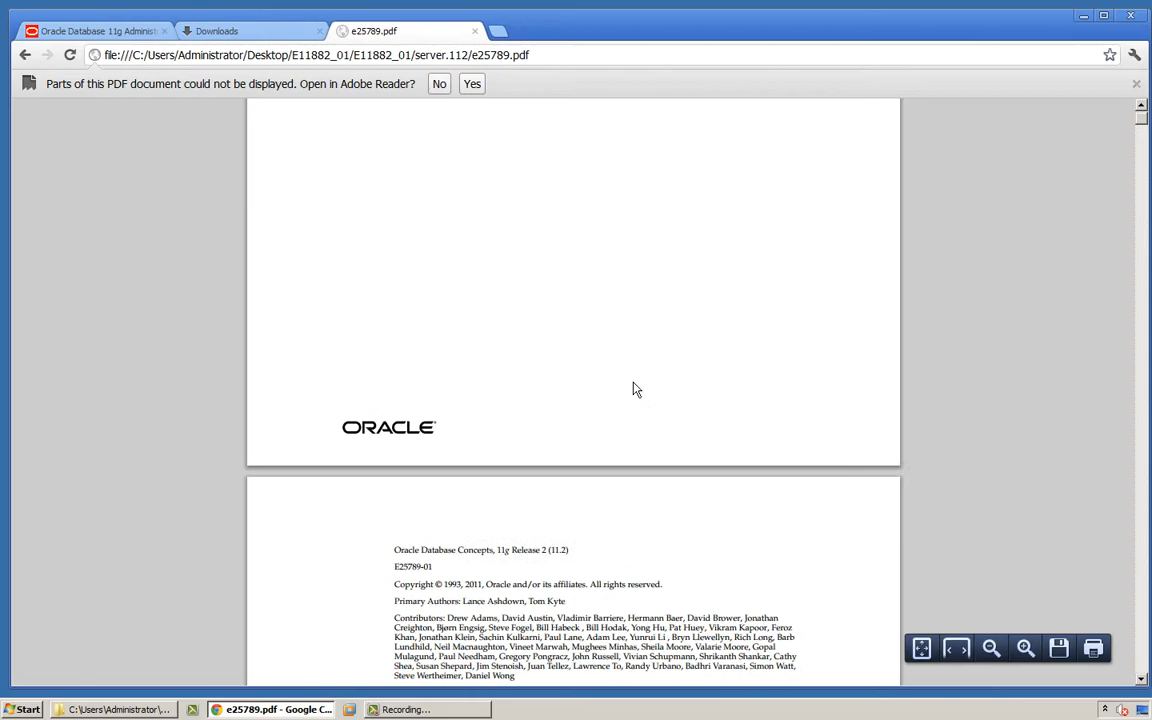 Oracle Database 11g Administ
Downloads
e25789.pdf
file:///C:/Users/Administrator/Desktop/E11882_01/E11882_01/server.112/e25789.pdf
Parts of this PDF document could not be displayed. Open in Adobe Reader? No Yes
ORACLE
Oracle Database Concepts, 11g Release 2 (11.2)
E25789-01
Copyright © 1993, 2011, Oracle and/or its affiliates. All rights reserved.
Primary Authors: Lance Ashdown, Tom Kyte
Contributors: Drew Adams, David Austin, Vladimir Barriere, Hermann Baer, David Brower, Jonathan
Creighton, Bjørn Engsig, Steve Fogel, Bill Habeck , Bill Hodak, Yong Hu, Pat Huey, Vikram Kapoor, Feroz
Khan, Jonathan Klein, Sachin Kulkarni, Paul Lane, Adam Lee, Yunrui Li , Bryn Llewellyn, Rich Long, Barb
Lundhild, Neil Macnaughton, Vineet Marwah, Mughees Minhas, Sheila Moore, Valarie Moore, Gopal
Mulagund, Paul Needham, Gregory Pongracz, John Russell, Vivian Schupmann, Shrikanth Shankar, Cathy
Shea, Susan Shepard, Jim Stenoish, Juan Tellez, Lawrence To, Randy Urbano, Badhri Varanasi, Simon Watt,
Steve Wertheimer, Daniel Wong
Start
C:\Users\Administrator\...
e25789.pdf - Google C...
Recording...